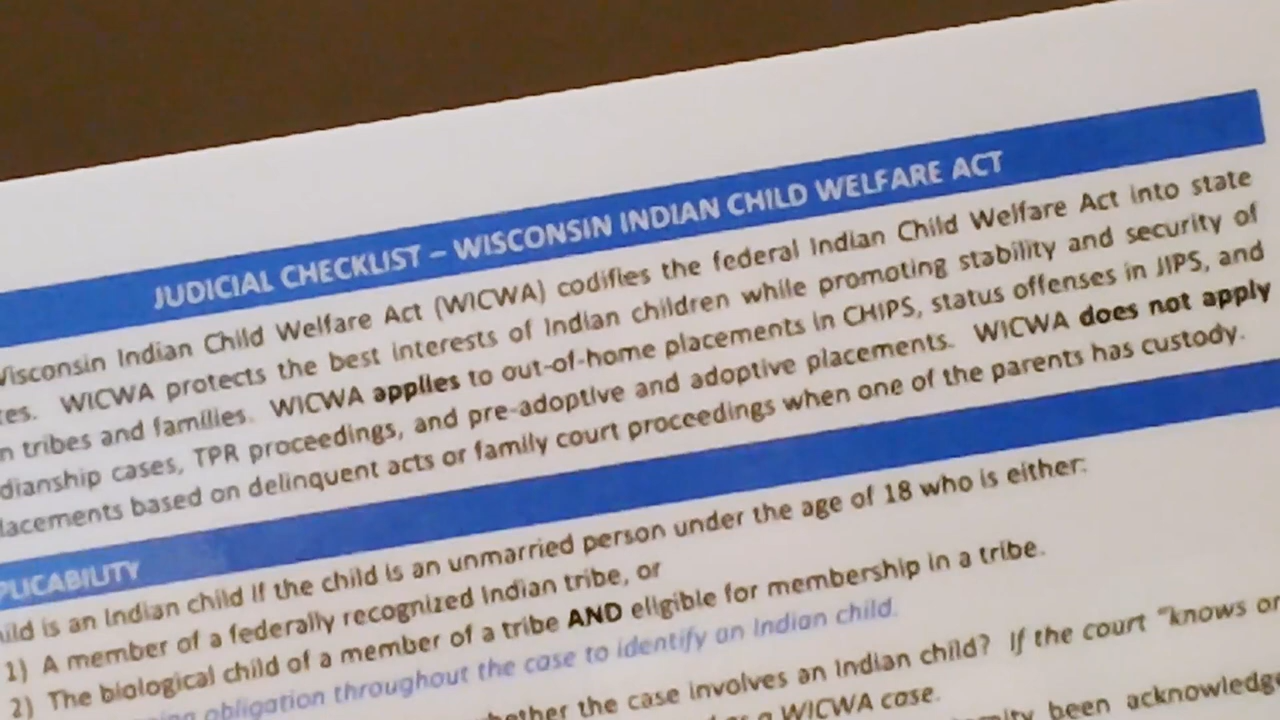 JUDICIAL CHECKLIST – WISCONSIN INDIAN CHILD WELFARE ACT
Wisconsin Indian Child Welfare Act (WICWA) codifies the federal Indian Child Welfare Act into state
WICWA protects the best interests of Indian children while promoting stability and security of
tribes and families. WICWA applies to out-of-home placements in CHIPS, status offenses in JIPS, and
dianship cases, TPR proceedings, and pre-adoptive and adoptive placements. WICWA does not apply
lacements based on delinquent acts or family court proceedings when one of the parents has custody.
PLICABILITY
is an Indian child if the child is an unmarried person under the age of 18 who is either:
1) A member of a federally recognized Indian tribe, or
2) The biological child of a member of a tribe AND eligible for membership in a tribe.
obligation throughout the case to identify an Indian child.
the case involves an Indian child? If the court "knows or
a WICWA case.
been